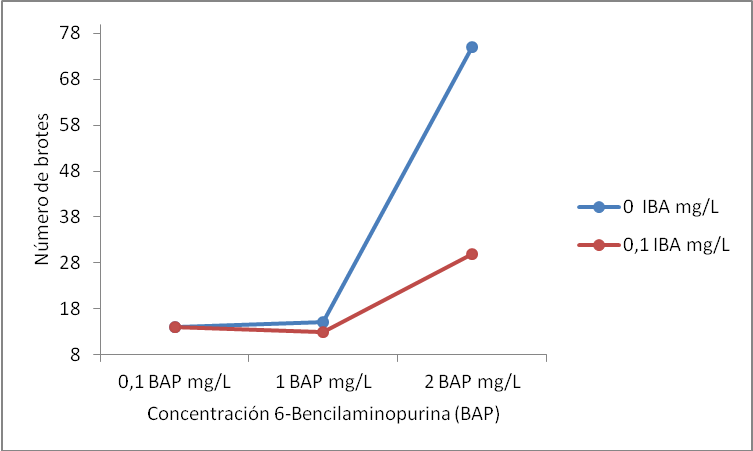 78
68
58
48
38
28
18
8
Número de brotes
0,1 BAP mg/L
1 BAP mg/L
2 BAP mg/L
Concentración 6-Bencilaminopurina (BAP)
0 IBA mg/L
0,1 IBA mg/L